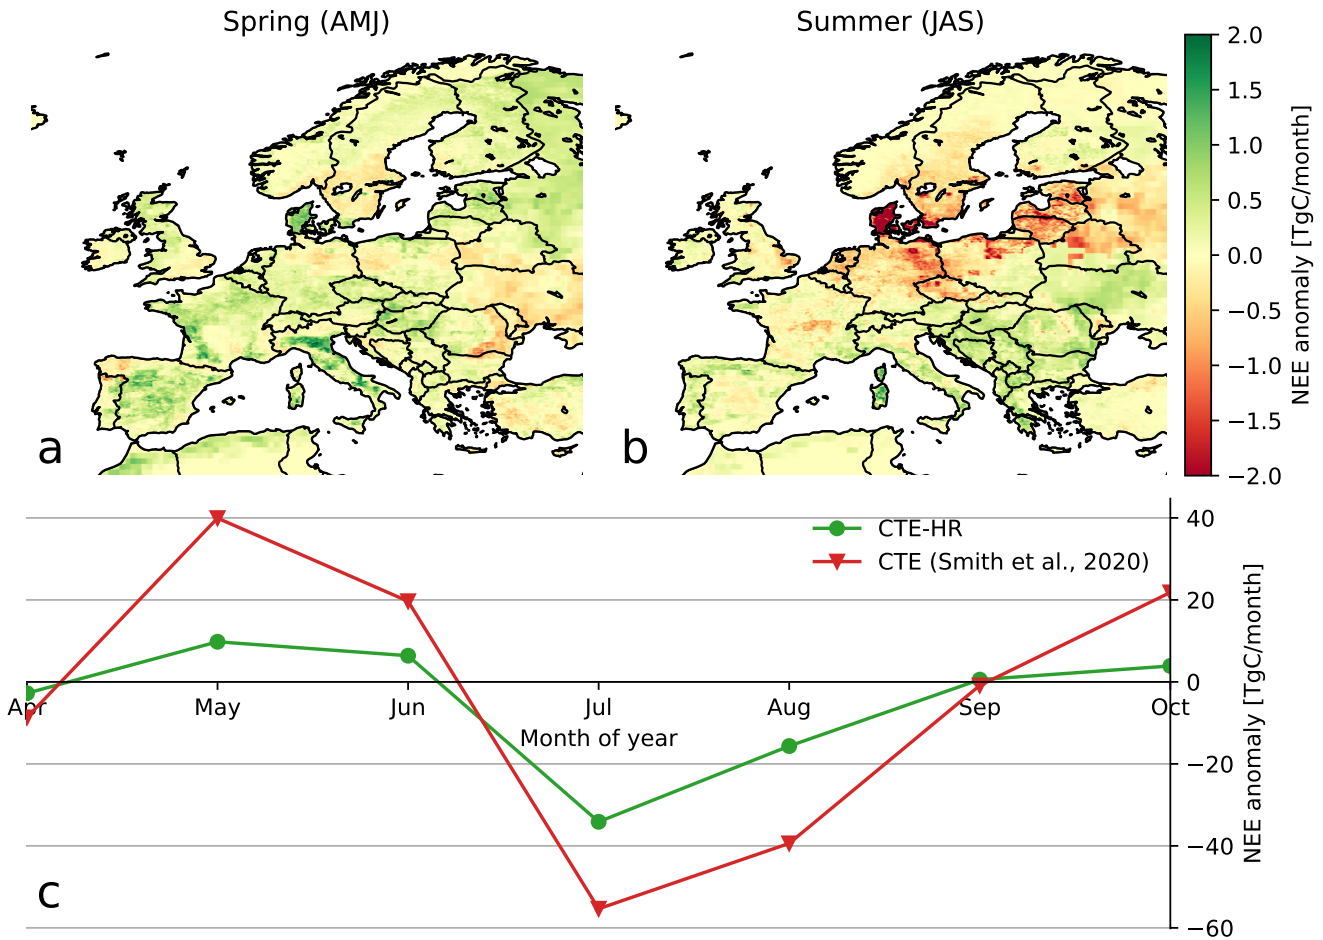 Spring (AMJ)
Summer (JAS)
a
b
2.0
1.5
1.0
0.5
0.0
−0.5
−1.0
−1.5
−2.0
NEE anomaly [TgC/month]
CTE-HR
CTE (Smith et al., 2020)
40
20
0
−20
−40
−60
NEE anomaly [TgC/month]
Apr
May
Jun
Jul
Aug
Sep
Oct
Month of year
c